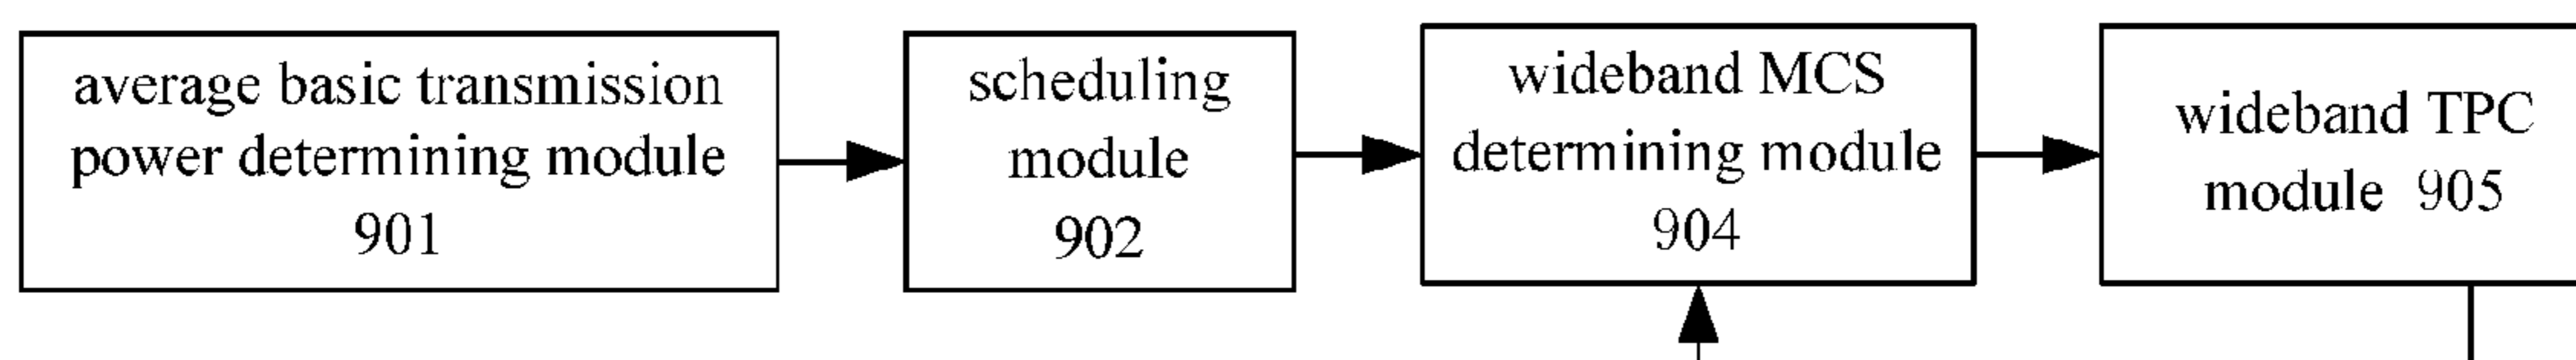 average basic transmission
power determining module
901
scheduling
module
902
wideband MCS
determining module
904
wideband TPC
module 905